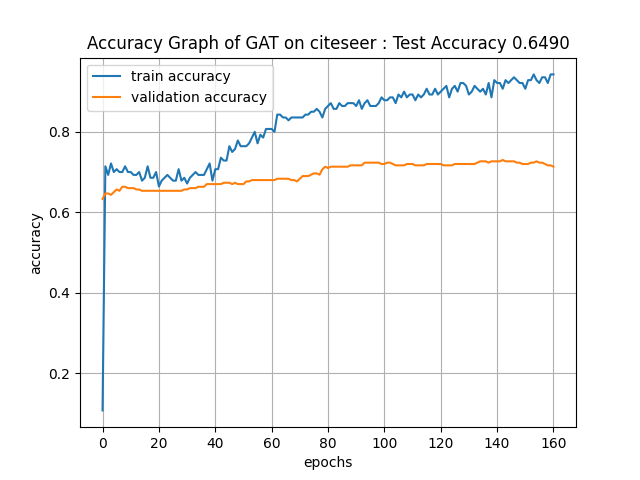 Accuracy Graph of GAT on citeseer : Test Accuracy 0.6490
train accuracy
validation accuracy
accuracy
0.8
0.6
0.4
0.2
0 20 40 60 80 100 120 140 160
epochs